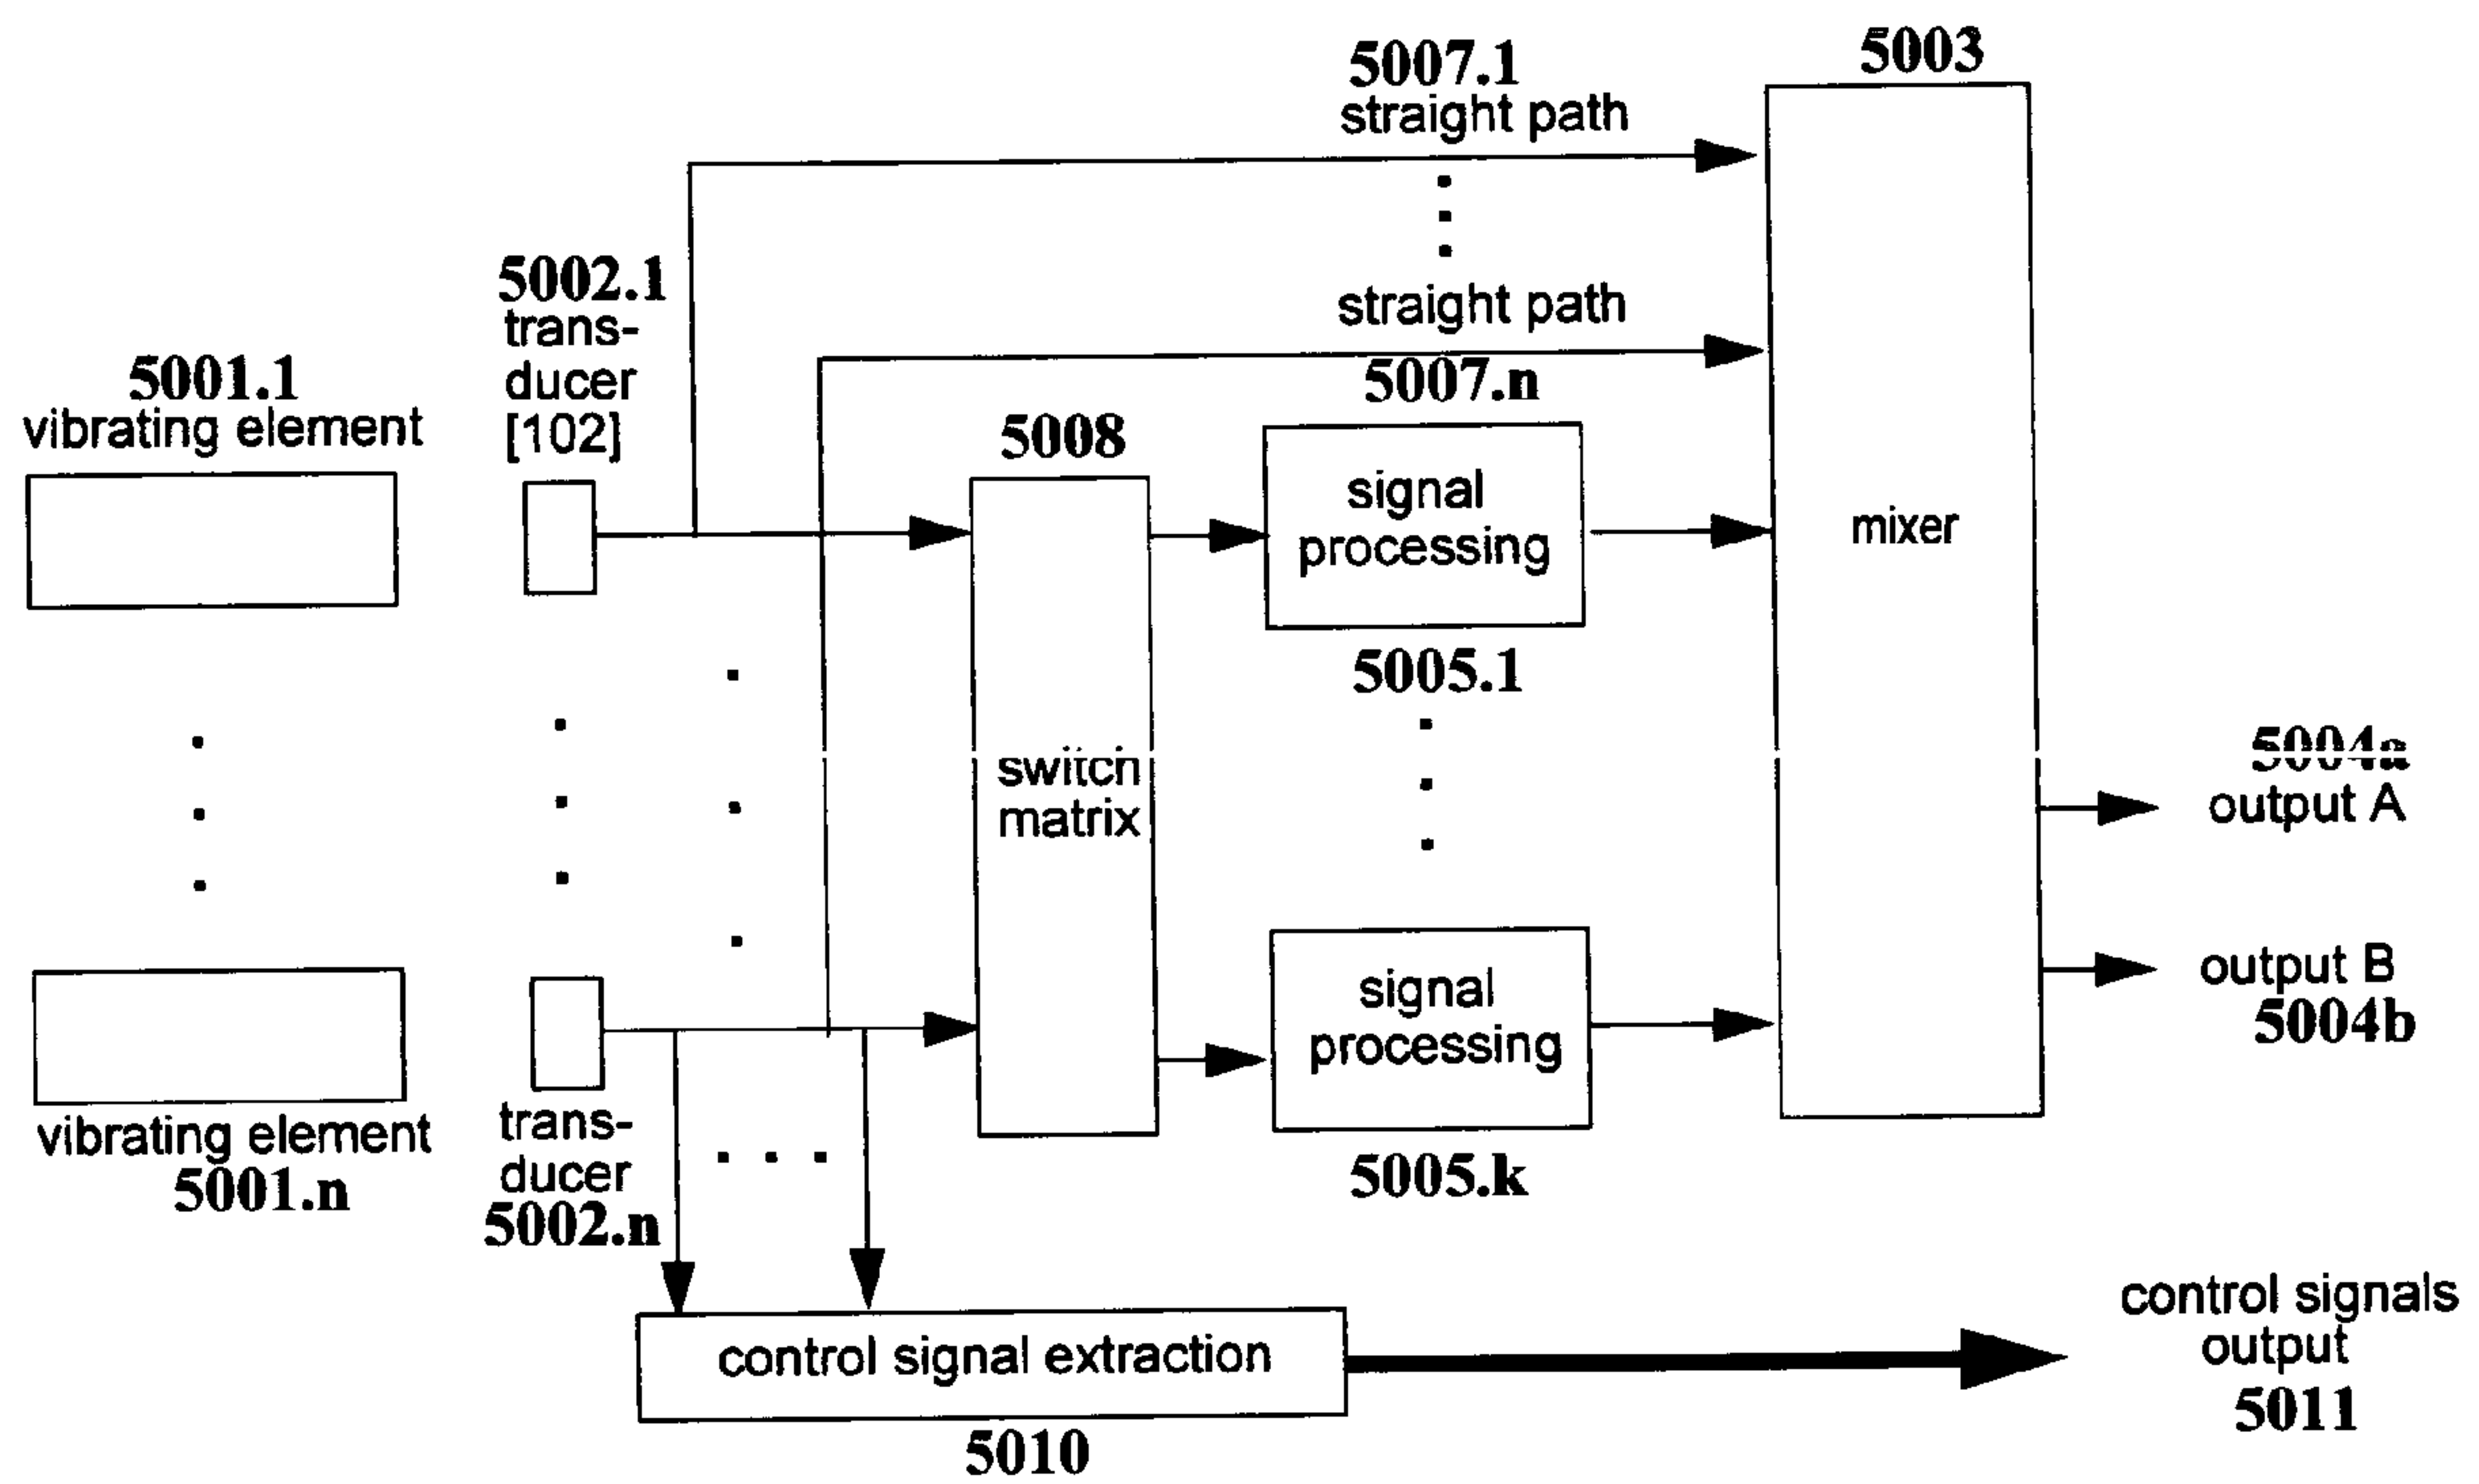 5007.1
straight path
5003
5002.1
trans-
ducer
[102]
straight path
5007.n
5001.1
vibrating element
5008
signal
processing
5005.1
mixer
switch
matrix
5004a
output A
output B
5004b
signal
processing
5005.k
vibrating element
5001.n
trans-
ducer
5002.n
control signal extraction
5010
control signals
output
5011